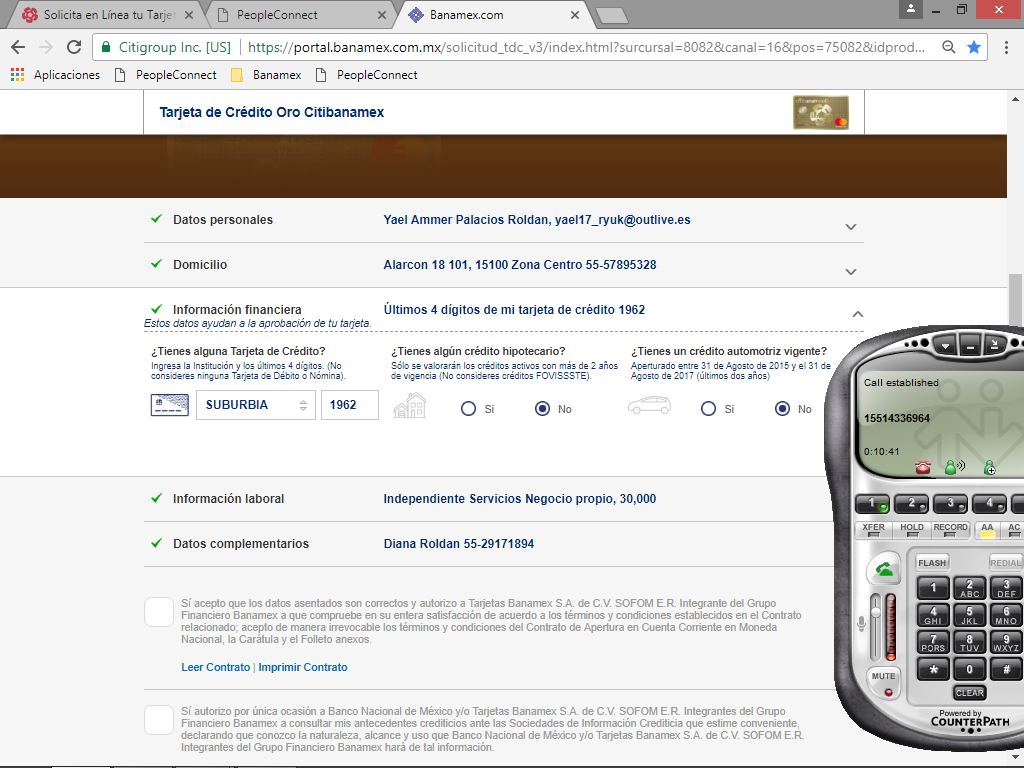 Solicita en Línea tu Tarjet
PeopleConnect
Banamex.com
Citigroup Inc. [US]
https://portal.banamex.com.mx/solicitud_tdc_v3/index.html?sursursal=8082&canal=16&pos=75082&idprod...
Aplicaciones
PeopleConnect
Banamex
PeopleConnect
Tarjeta de Crédito Oro Citibanamex
Datos personales
Yael Ammer Palacios Roldan, yael17_ryuk@outlive.es
Domicilio
Alarcon 18 101, 15100 Zona Centro 55-57895328
Información financiera
Últimos 4 dígitos de mi tarjeta de crédito 1962
Estos datos ayudan a la aprobación de tu tarjeta.
¿Tienes alguna Tarjeta de Crédito?
Ingresa la Institución y los últimos 4 dígitos. (No
consideres ninguna Tarjeta de Débito o Nómina).
SUBURBIA
1962
¿Tienes algún crédito hipotecario?
Sólo se valorarán los créditos activos con más de 2 años
de vigencia (No consideres créditos FOVISSSTE).
Si
No
¿Tienes un crédito automotriz vigente?
Aperturado entre 31 de Agosto de 2015 y el 31 de
Agosto de 2017 (últimos dos años)
Si
No
Información laboral
Independiente Servicios Negocio propio, 30,000
Datos complementarios
Diana Roldan 55-29171894
Sí acepto que los datos asentados son correctos y autorizo a Tarjetas Banamex S.A. de C.V. SOFOM E.R. Integrante del Grupo
Financiero Banamex a que compruebe en su entera satisfacción de acuerdo a los términos y condiciones establecidos en el Contrato
relacionado; acepto de manera irrevocable los términos y condiciones del Contrato de Apertura en Cuenta Corriente en Moneda
Nacional, la Carátula y el Folleto anexos.
Leer Contrato | Imprimir Contrato
Sí autorizo por única ocasión a Banco Nacional de México y/o Tarjetas Banamex S.A. de C.V. SOFOM E.R. Integrantes del Grupo
Financiero Banamex a consultar mis antecedentes crediticios ante las Sociedades de Información Crediticia que estime conveniente,
declarando que conozco la naturaleza, alcance y uso que Banco Nacional de México y/o Tarjetas Banamex S.A. de C.V. SOFOM E.R.
Integrantes del Grupo Financiero Banamex hará de tal información.
Call established
15514336964
0:10:41
1 2 3 4
XFER HOLD RECORD AA AC
FLASH REDIAL
1 2 ABC 3 DEF
4 GHI 5 JKL 6 MNO
7 PQRS 8 TUV 9 WXYZ
* 0 #
MUTE
CLEAR
Powered by
COUNTERPATH